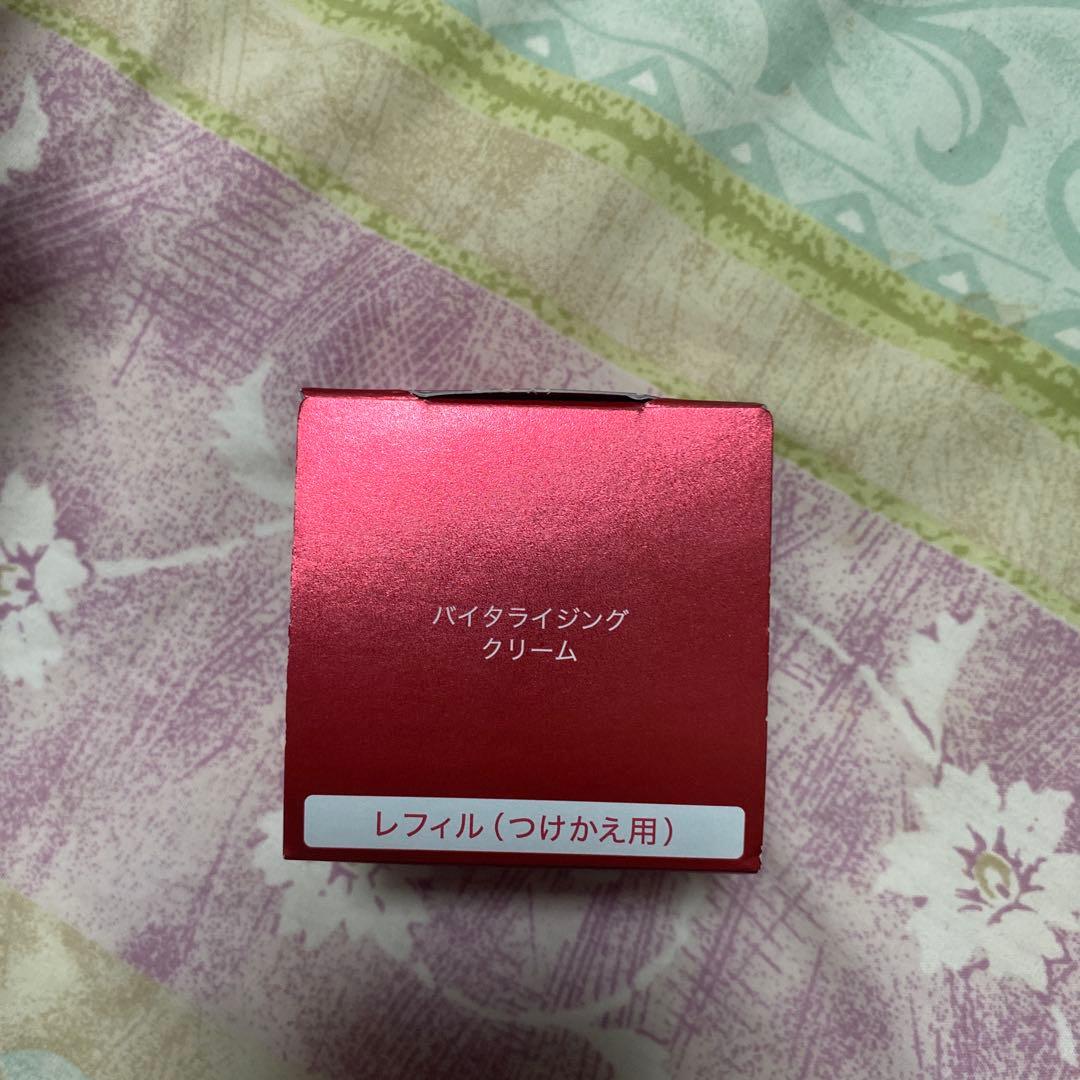 バイタライジング
クリーム
レフィル（つけかえ用）